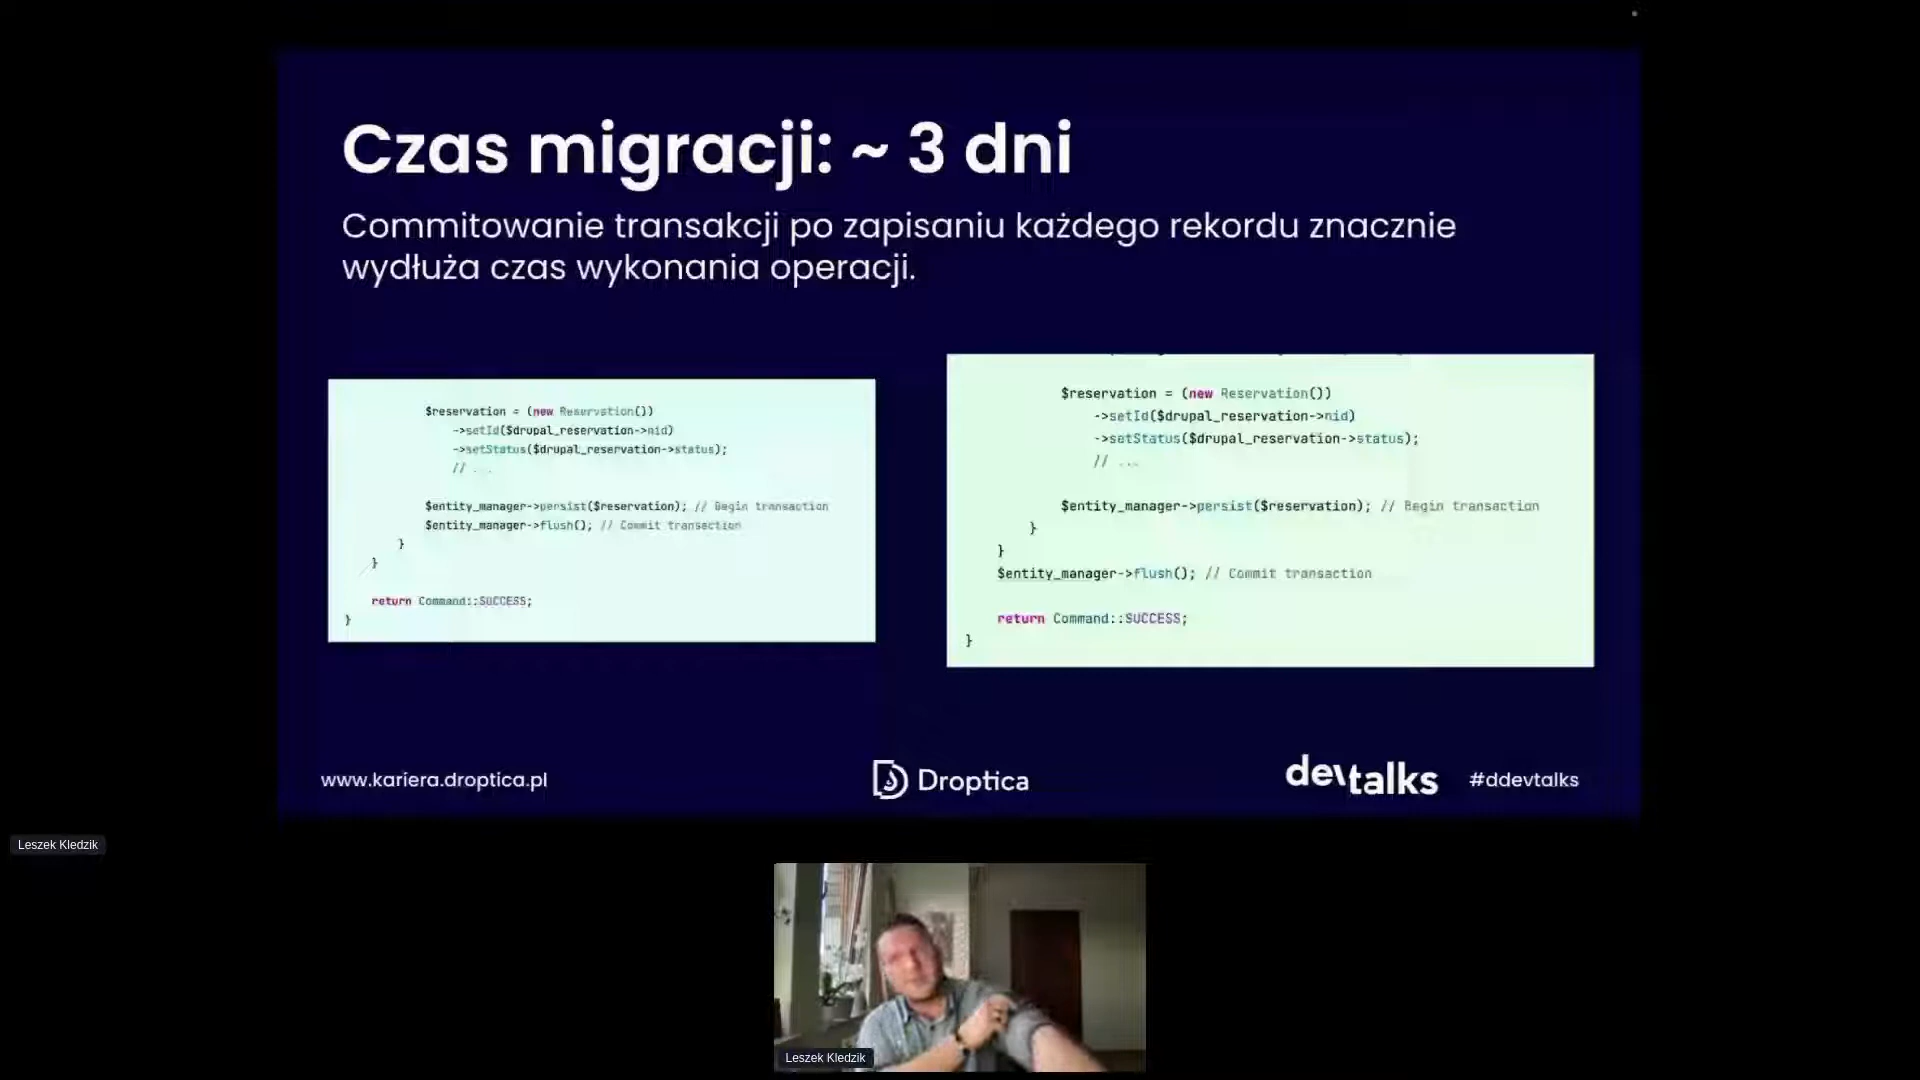 Czas migracji: ~ 3 dni
Commitowanie transakcji po zapisaniu każdego rekordu znacznie
wydłuża czas wykonania operacji.
$reservation = (new Reservation())
->setId($drupal_reservation->nid)
->setStatus($drupal_reservation->status);
// ...
$entity_manager->persist($reservation); // Begin transaction
$entity_manager->flush(); // Commit transaction
}
}
return Command::SUCCESS;
}
$reservation = (new Reservation())
->setId($drupal_reservation->nid)
->setStatus($drupal_reservation->status);
// ...
$entity_manager->persist($reservation); // Begin transaction
}
}
$entity_manager->flush(); // Commit transaction
return Command::SUCCESS;
}
www.kariera.droptica.pl
Droptica
devtalks
#ddevtalks
Leszek Kledzik
Leszek Kledzik